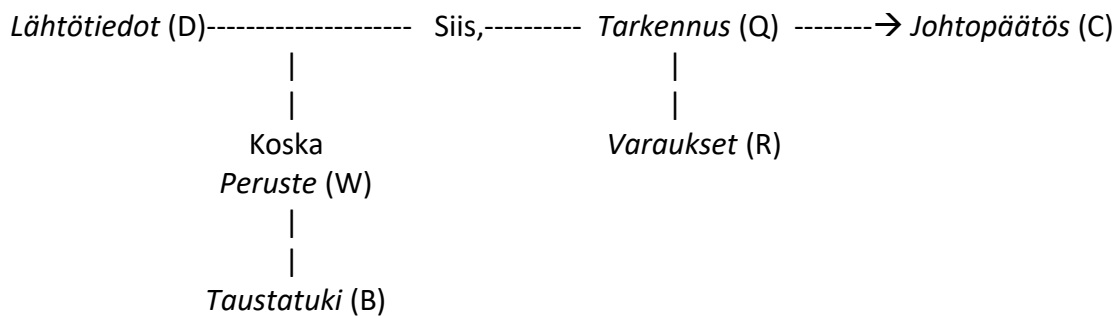 Lähtötiedot (D)--------------------- Siis,---------- Tarkennus (Q) --------→ Johtopäätös (C)
Koska
Peruste (W)
Varaukset (R)
Taustatuki (B)